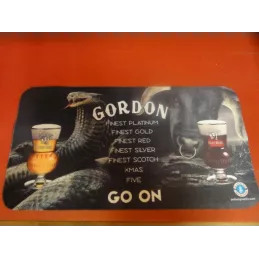 GORDON
FINEST PLATINUM
FINEST GOLD
FINEST RED
FINEST SILVER
FINEST SCOTCH
XMAS
FIVE
GO ON